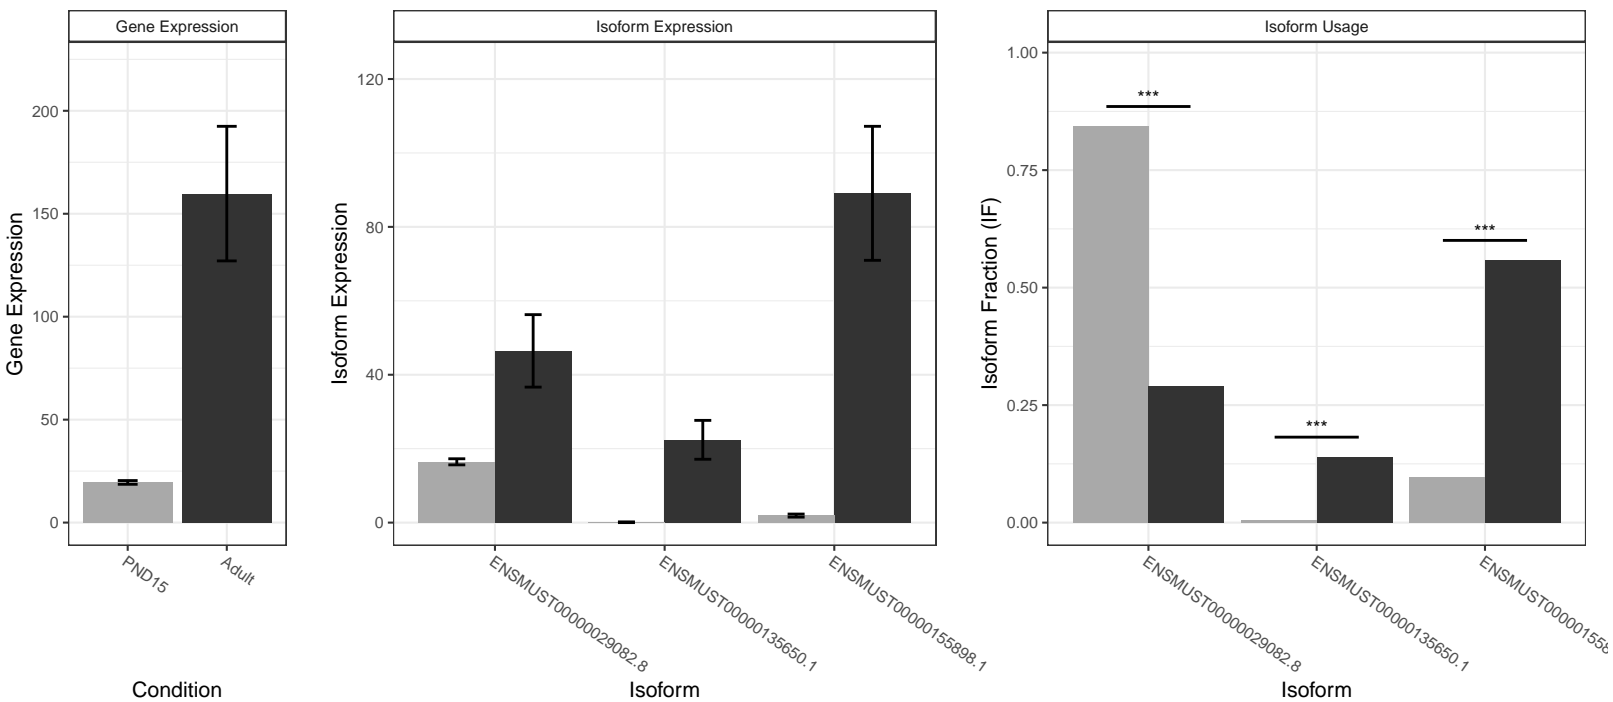 Gene Expression
Isoform Expression
Isoform Usage
Gene Expression
200
150
100
50
0
PND15
Adult
Condition
Isoform Expression
120
80
40
0
ENSMUST00000029082.8
ENSMUST00000135650.1
ENSMUST00000155898.1
Isoform
Isoform Fraction (IF)
1.00
0.75
0.50
0.25
0.00
***
***
***
ENSMUST00000029082.8
ENSMUST00000135650.1
ENSMUST000001558
Isoform